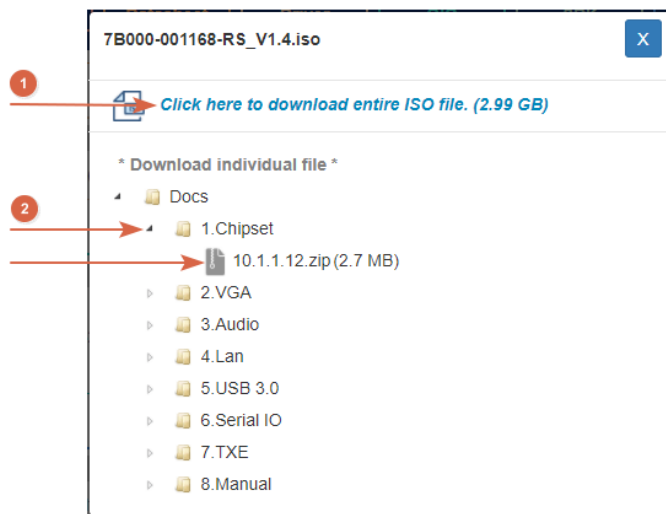 7B000-001168-RS_V1.4.iso
X
1
Click here to download entire ISO file. (2.99 GB)
* Download individual file *
Docs
2
1.Chipset
10.1.1.12.zip (2.7 MB)
2.VGA
3.Audio
4.Lan
5.USB 3.0
6.Serial IO
7.TXE
8.Manual